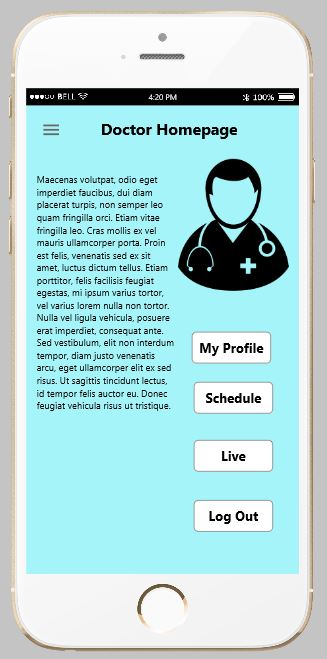 BELL 4:20 PM 100%
Doctor Homepage
Maecenas volutpat, odio eget
imperdiet faucibus, dui diam
placerat turpis, non semper leo
quam fringilla orci. Etiam vitae
fringilla leo. Cras mollis ex vel
mauris ullamcorper porta. Proin
est felis, venenatis sed ex sit
amet, luctus dictum tellus. Etiam
porttitor, felis facilisis feugiat
egestas, mi ipsum varius tortor,
vel varius lorem nulla non tortor.
Nulla vel ligula vehicula, posuere
erat imperdiet, consequat ante.
Sed vestibulum, elit non interdum
tempor, diam justo venenatis
arcu, eget ullamcorper elit ex sed
risus. Ut sagittis tincidunt lectus,
id tempor felis auctor eu. Donec
feugiat vehicula risus ut tristique.
My Profile
Schedule
Live
Log Out